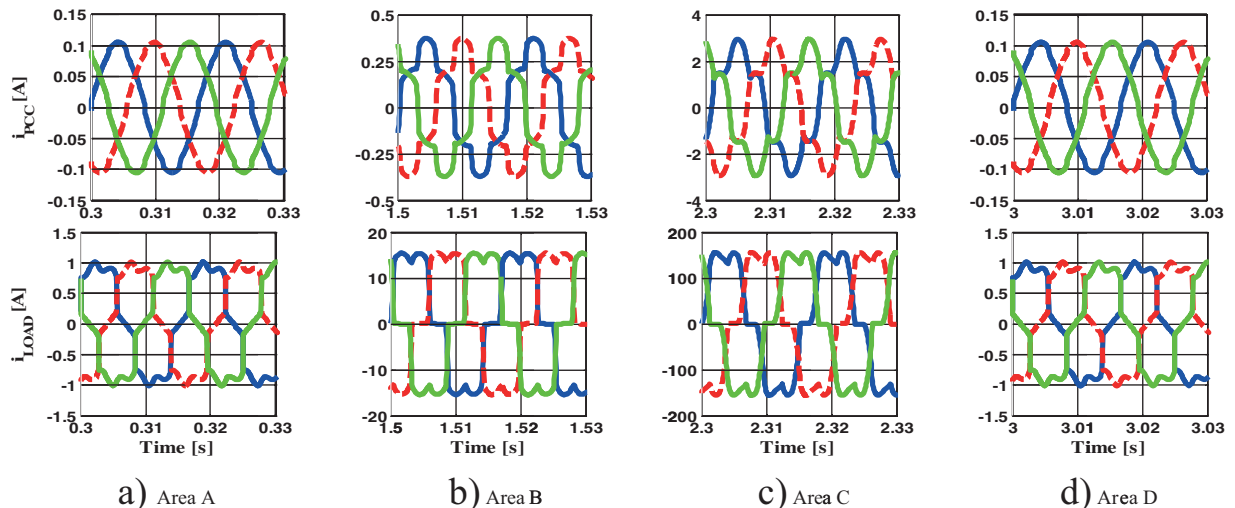 0.15 0.5 4 0.15
0.1 0.1
0.05 0.25 2 0.05
i_PCC [A] 0 0 0 0
-0.05 -0.25 -2 -0.05
-0.1 -0.1
-0.15 -0.5 -4 -0.15
0.3 0.31 0.32 0.33 1.5 1.51 1.52 1.53 2.3 2.31 2.32 2.33 3 3.01 3.02 3.03
1.5 20 200 1.5
1 1
0.5 10 100 0.5
i_LOAD [A] 0 0 0 0
-0.5 -10 -100 -0.5
-1 -1
-1.5 -20 -200 -1.5
0.3 0.31 0.32 0.33 1.5 1.51 1.52 1.53 2.3 2.31 2.32 2.33 3 3.01 3.02 3.03
Time [s] Time [s] Time [s] Time [s]
a) Area A b) Area B c) Area C d) Area D